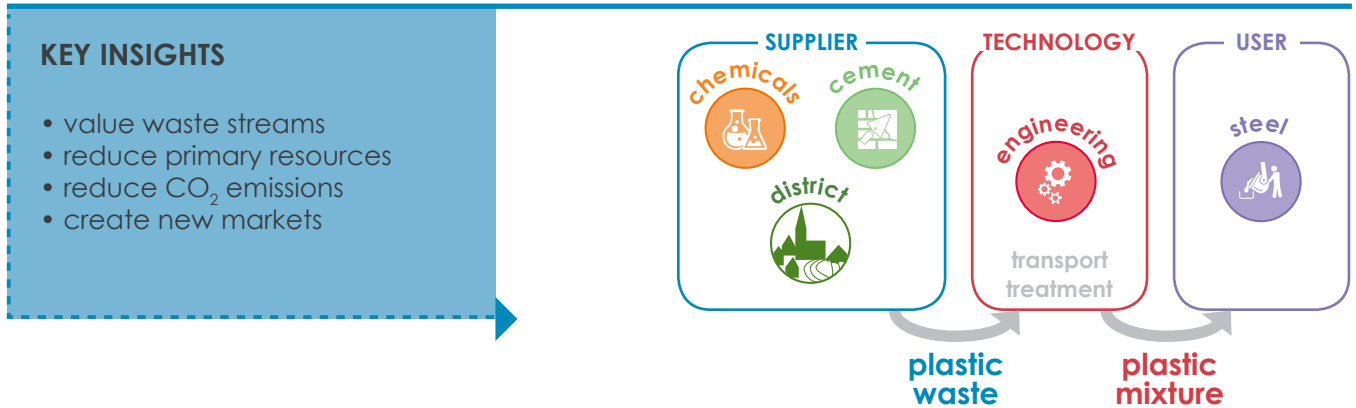 KEY INSIGHTS
• value waste streams
• reduce primary resources
• reduce CO₂ emissions
• create new markets
SUPPLIER
chemicals
cement
district
TECHNOLOGY
engineering
transport
treatment
USER
steel
plastic
waste
plastic
mixture